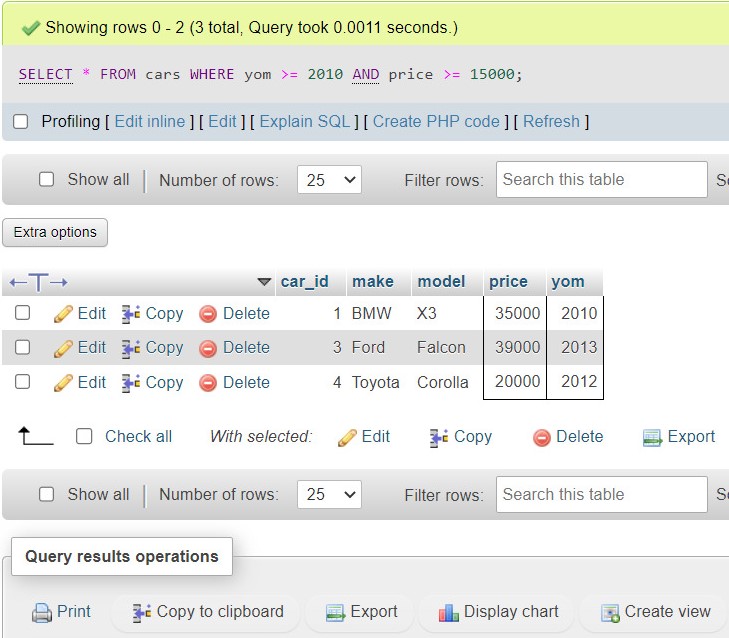 Showing rows 0 - 2 (3 total, Query took 0.0011 seconds.)
SELECT * FROM cars WHERE yom >= 2010 AND price >= 15000;
Profiling [ Edit inline ] [ Edit ] [ Explain SQL ] [ Create PHP code ] [ Refresh ]
Show all Number of rows: 25 Filter rows: Search this table
Extra options
car_id make model price yom
Edit Copy Delete 1 BMW X3 35000 2010
Edit Copy Delete 3 Ford Falcon 39000 2013
Edit Copy Delete 4 Toyota Corolla 20000 2012
Check all With selected: Edit Copy Delete Export
Show all Number of rows: 25 Filter rows: Search this table
Query results operations
Print Copy to clipboard Export Display chart Create view